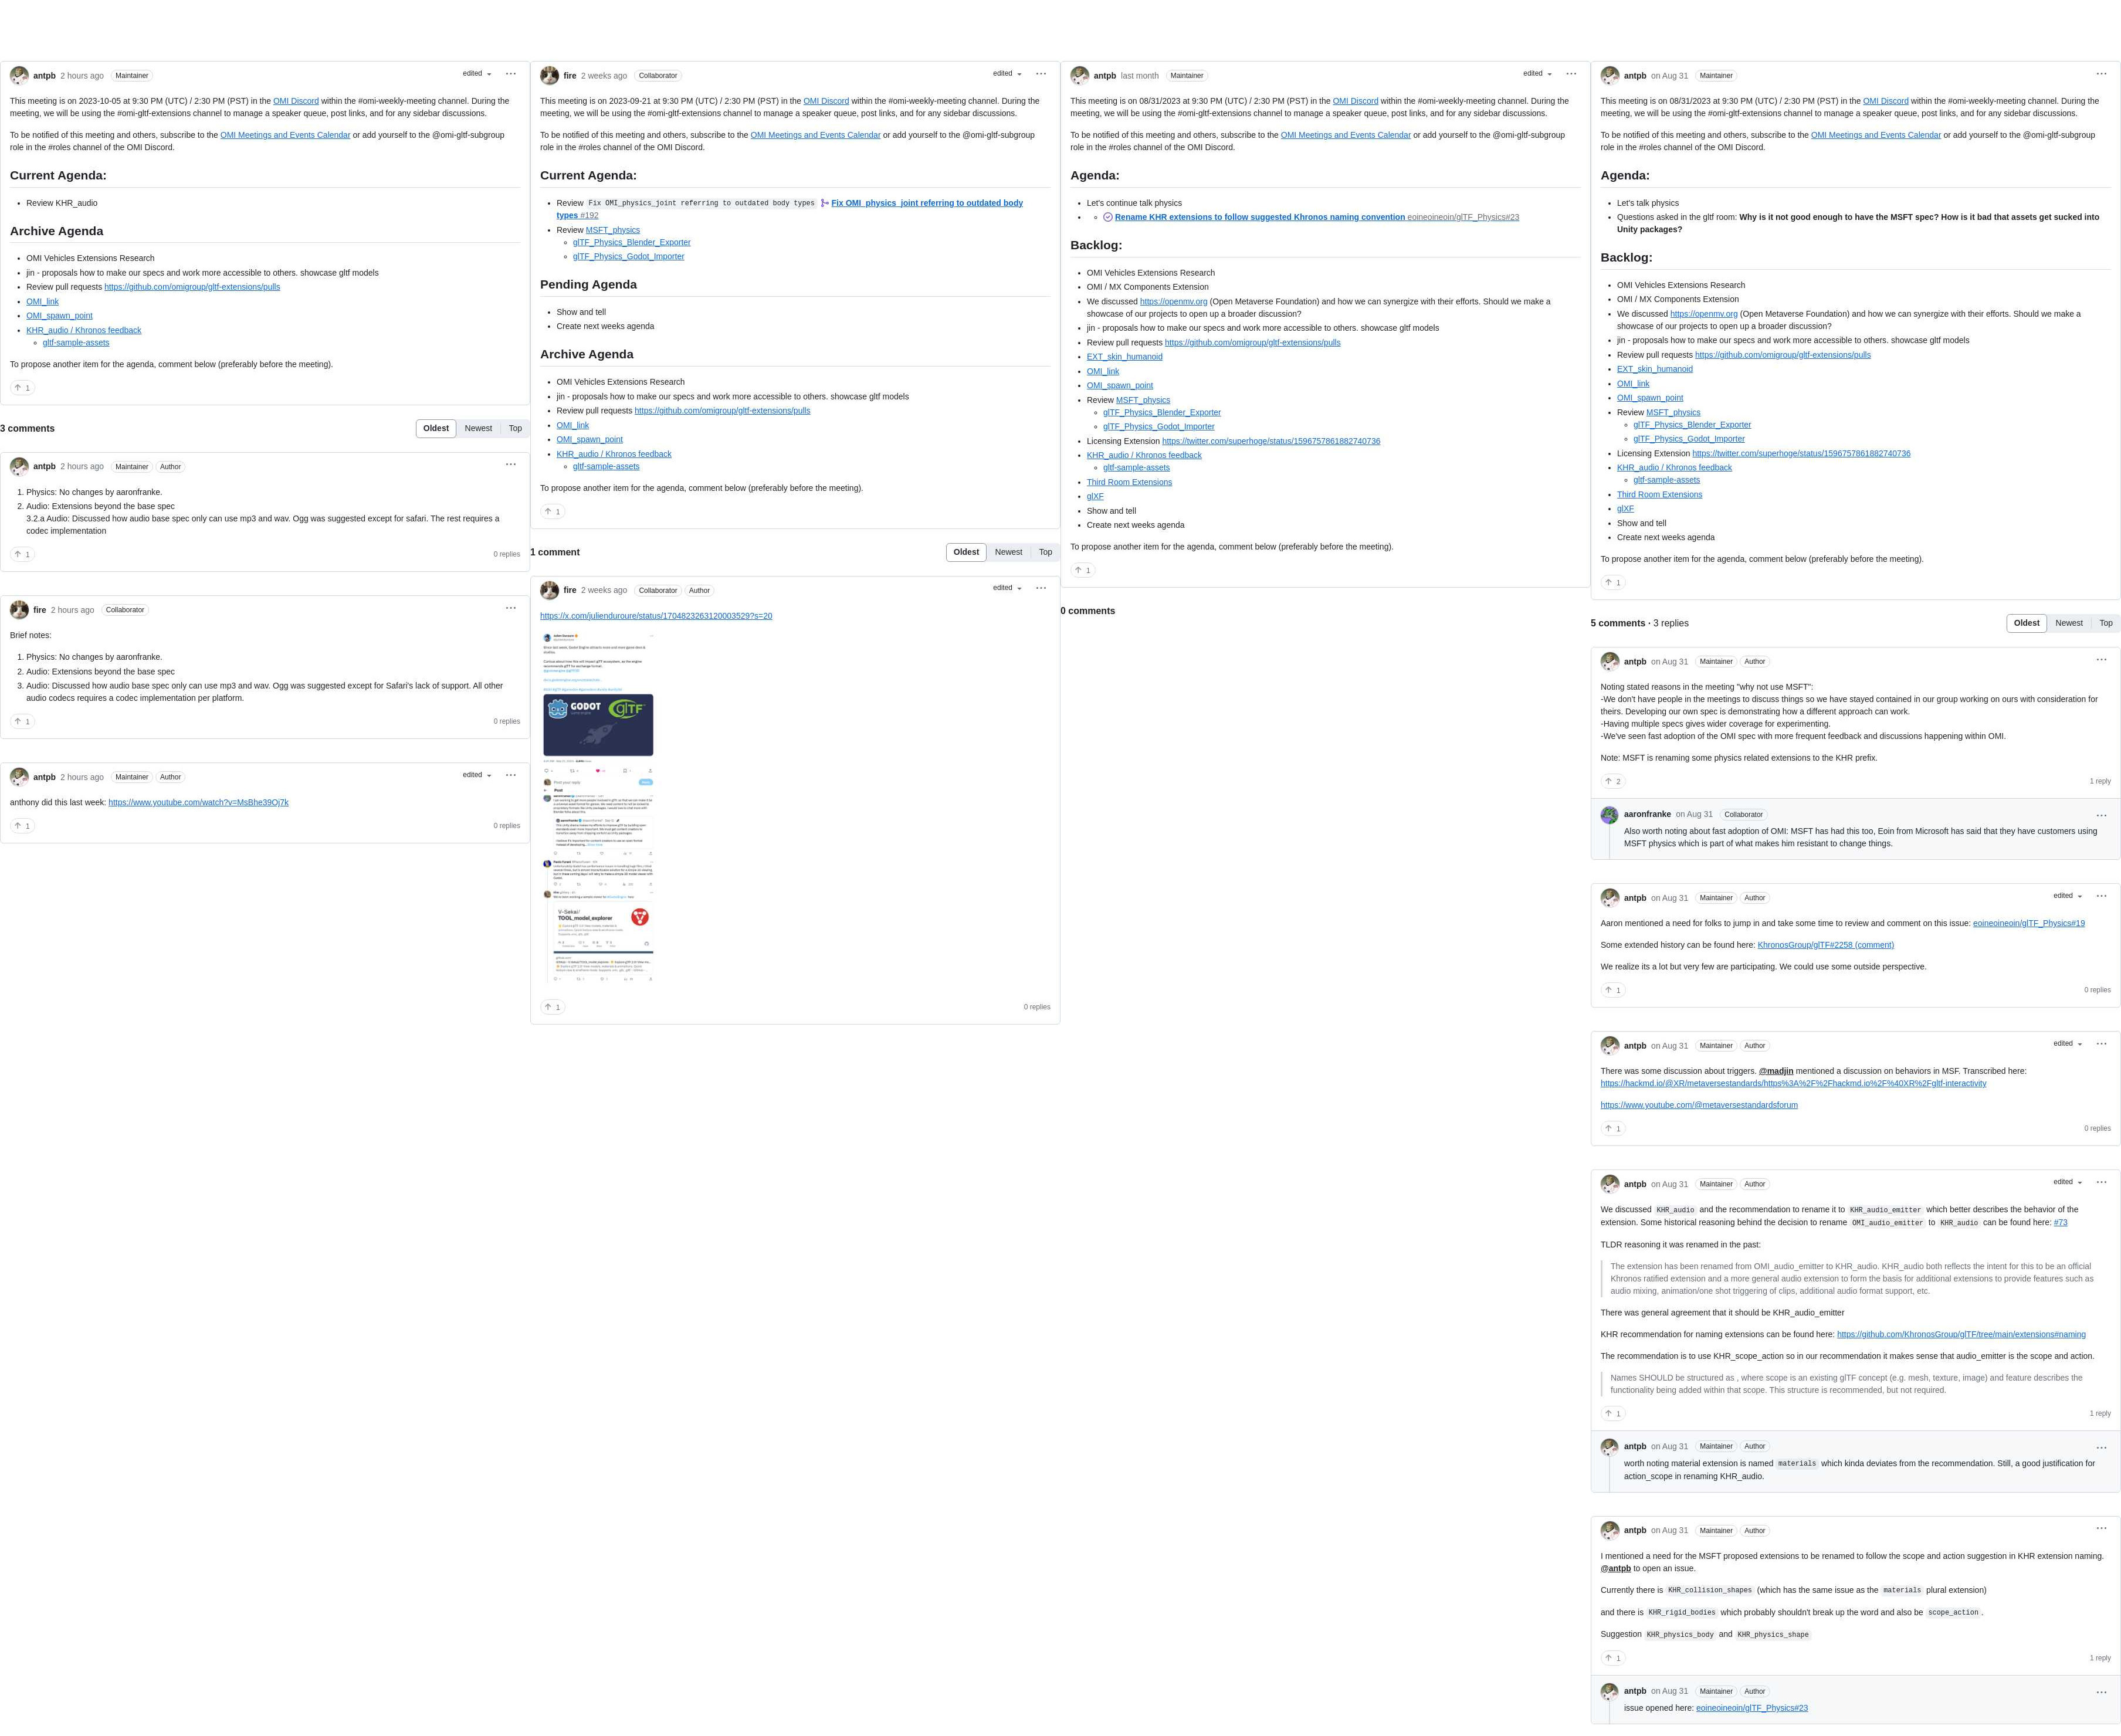 antpb 2 hours ago Maintainer edited
This meeting is on 2023-10-05 at 9:30 PM (UTC) / 2:30 PM (PST) in the OMI Discord within the #omi-weekly-meeting channel. During the
meeting, we will be using the #omi-gltf-extensions channel to manage a speaker queue, post links, and for any sidebar discussions.
To be notified of this meeting and others, subscribe to the OMI Meetings and Events Calendar or add yourself to the @omi-gltf-subgroup
role in the #roles channel of the OMI Discord.
Current Agenda:
Review KHR_audio
Archive Agenda
OMI Vehicles Extensions Research
jin - proposals how to make our specs and work more accessible to others. showcase gltf models
Review pull requests https://github.com/omigroup/gltf-extensions/pulls
OMI_link
OMI_spawn_point
KHR_audio / Khronos feedback
gltf-sample-assets
To propose another item for the agenda, comment below (preferably before the meeting).
1
3 comments Oldest Newest Top
antpb 2 hours ago Maintainer Author
1. Physics: No changes by aaronfranke.
2. Audio: Extensions beyond the base spec
3.2.a Audio: Discussed how audio base spec only can use mp3 and wav. Ogg was suggested except for safari. The rest requires a
codec implementation
1 0 replies
fire 2 hours ago Collaborator
Brief notes:
1. Physics: No changes by aaronfranke.
2. Audio: Extensions beyond the base spec
3. Audio: Discussed how audio base spec only can use mp3 and wav. Ogg was suggested except for Safari's lack of support. All other
audio codecs requires a codec implementation per platform.
1 0 replies
antpb 2 hours ago Maintainer Author edited
anthony did this last week: https://www.youtube.com/watch?v=MsBhe39Oj7k
1 0 replies
fire 2 weeks ago Collaborator edited
This meeting is on 2023-09-21 at 9:30 PM (UTC) / 2:30 PM (PST) in the OMI Discord within the #omi-weekly-meeting channel. During the
meeting, we will be using the #omi-gltf-extensions channel to manage a speaker queue, post links, and for any sidebar discussions.
To be notified of this meeting and others, subscribe to the OMI Meetings and Events Calendar or add yourself to the @omi-gltf-subgroup
role in the #roles channel of the OMI Discord.
Current Agenda:
Review Fix OMI_physics_joint referring to outdated body types Fix OMI_physics_joint referring to outdated body
types #192
Review MSFT_physics
glTF_Physics_Blender_Exporter
glTF_Physics_Godot_Importer
Pending Agenda
Show and tell
Create next weeks agenda
Archive Agenda
OMI Vehicles Extensions Research
jin - proposals how to make our specs and work more accessible to others. showcase gltf models
Review pull requests https://github.com/omigroup/gltf-extensions/pulls
OMI_link
OMI_spawn_point
KHR_audio / Khronos feedback
gltf-sample-assets
To propose another item for the agenda, comment below (preferably before the meeting).
1
1 comment Oldest Newest Top
fire 2 weeks ago Collaborator Author edited
https://x.com/julienduroure/status/1704823263120003529?s=20
GODOT glTF
Post
V-Sekai/
TOOL_model_explorer
1 0 replies
antpb last month Maintainer edited
This meeting is on 08/31/2023 at 9:30 PM (UTC) / 2:30 PM (PST) in the OMI Discord within the #omi-weekly-meeting channel. During the
meeting, we will be using the #omi-gltf-extensions channel to manage a speaker queue, post links, and for any sidebar discussions.
To be notified of this meeting and others, subscribe to the OMI Meetings and Events Calendar or add yourself to the @omi-gltf-subgroup
role in the #roles channel of the OMI Discord.
Agenda:
Let's continue talk physics
Rename KHR extensions to follow suggested Khronos naming convention eoineoineoin/glTF_Physics#23
Backlog:
OMI Vehicles Extensions Research
OMI / MX Components Extension
We discussed https://openmv.org (Open Metaverse Foundation) and how we can synergize with their efforts. Should we make a
showcase of our projects to open up a broader discussion?
jin - proposals how to make our specs and work more accessible to others. showcase gltf models
Review pull requests https://github.com/omigroup/gltf-extensions/pulls
EXT_skin_humanoid
OMI_link
OMI_spawn_point
Review MSFT_physics
glTF_Physics_Blender_Exporter
glTF_Physics_Godot_Importer
Licensing Extension https://twitter.com/superhoge/status/1596757861882740736
KHR_audio / Khronos feedback
gltf-sample-assets
Third Room Extensions
glXF
Show and tell
Create next weeks agenda
To propose another item for the agenda, comment below (preferably before the meeting).
1
0 comments
antpb on Aug 31 Maintainer
This meeting is on 08/31/2023 at 9:30 PM (UTC) / 2:30 PM (PST) in the OMI Discord within the #omi-weekly-meeting channel. During the
meeting, we will be using the #omi-gltf-extensions channel to manage a speaker queue, post links, and for any sidebar discussions.
To be notified of this meeting and others, subscribe to the OMI Meetings and Events Calendar or add yourself to the @omi-gltf-subgroup
role in the #roles channel of the OMI Discord.
Agenda:
Let's talk physics
Questions asked in the gltf room: Why is it not good enough to have the MSFT spec? How is it bad that assets get sucked into
Unity packages?
Backlog:
OMI Vehicles Extensions Research
OMI / MX Components Extension
We discussed https://openmv.org (Open Metaverse Foundation) and how we can synergize with their efforts. Should we make a
showcase of our projects to open up a broader discussion?
jin - proposals how to make our specs and work more accessible to others. showcase gltf models
Review pull requests https://github.com/omigroup/gltf-extensions/pulls
EXT_skin_humanoid
OMI_link
OMI_spawn_point
Review MSFT_physics
glTF_Physics_Blender_Exporter
glTF_Physics_Godot_Importer
Licensing Extension https://twitter.com/superhoge/status/1596757861882740736
KHR_audio / Khronos feedback
gltf-sample-assets
Third Room Extensions
glXF
Show and tell
Create next weeks agenda
To propose another item for the agenda, comment below (preferably before the meeting).
1
5 comments · 3 replies Oldest Newest Top
antpb on Aug 31 Maintainer Author
Noting stated reasons in the meeting "why not use MSFT":
-We don't have people in the meetings to discuss things so we have stayed contained in our group working on ours with consideration for
theirs. Developing our own spec is demonstrating how a different approach can work.
-Having multiple specs gives wider coverage for experimenting.
-We've seen fast adoption of the OMI spec with more frequent feedback and discussions happening within OMI.
Note: MSFT is renaming some physics related extensions to the KHR prefix.
2 1 reply
aaronfranke on Aug 31 Collaborator
Also worth noting about fast adoption of OMI: MSFT has had this too, Eoin from Microsoft has said that they have customers using
MSFT physics which is part of what makes him resistant to change things.
antpb on Aug 31 Maintainer Author edited
Aaron mentioned a need for folks to jump in and take some time to review and comment on this issue: eoineoineoin/glTF_Physics#19
Some extended history can be found here: KhronosGroup/glTF#2258 (comment)
We realize its a lot but very few are participating. We could use some outside perspective.
1 0 replies
antpb on Aug 31 Maintainer Author edited
There was some discussion about triggers. @madjin mentioned a discussion on behaviors in MSF. Transcribed here:
https://hackmd.io/@XR/metaversestandards/https%3A%2F%2Fhackmd.io%2F%40XR%2Fgltf-interactivity
https://www.youtube.com/@metaversestandardsforum
1 0 replies
antpb on Aug 31 Maintainer Author edited
We discussed KHR_audio and the recommendation to rename it to KHR_audio_emitter which better describes the behavior of the
extension. Some historical reasoning behind the decision to rename OMI_audio_emitter to KHR_audio can be found here: #73
TLDR reasoning it was renamed in the past:
The extension has been renamed from OMI_audio_emitter to KHR_audio. KHR_audio both reflects the intent for this to be an official
Khronos ratified extension and a more general audio extension to form the basis for additional extensions to provide features such as
audio mixing, animation/one shot triggering of clips, additional audio format support, etc.
There was general agreement that it should be KHR_audio_emitter
KHR recommendation for naming extensions can be found here: https://github.com/KhronosGroup/glTF/tree/main/extensions#naming
The recommendation is to use KHR_scope_action so in our recommendation it makes sense that audio_emitter is the scope and action.
Names SHOULD be structured as , where scope is an existing glTF concept (e.g. mesh, texture, image) and feature describes the
functionality being added within that scope. This structure is recommended, but not required.
1 1 reply
antpb on Aug 31 Maintainer Author
worth noting material extension is named materials which kinda deviates from the recommendation. Still, a good justification for
action_scope in renaming KHR_audio.
antpb on Aug 31 Maintainer Author
I mentioned a need for the MSFT proposed extensions to be renamed to follow the scope and action suggestion in KHR extension naming.
@antpb to open an issue.
Currently there is KHR_collision_shapes (which has the same issue as the materials plural extension)
and there is KHR_rigid_bodies which probably shouldn't break up the word and also be scope_action .
Suggestion KHR_physics_body and KHR_physics_shape
1 1 reply
antpb on Aug 31 Maintainer Author
issue opened here: eoineoineoin/glTF_Physics#23